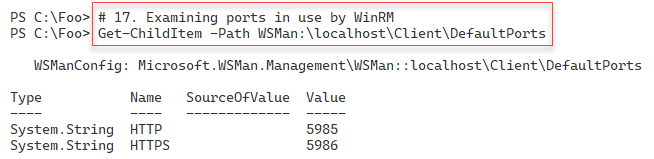 PS C:\Foo> # 17. Examining ports in use by WinRM
PS C:\Foo> Get-ChildItem -Path WSMan:\localhost\Client\DefaultPorts
WSManConfig: Microsoft.WSMan.Management\WSMan::localhost\Client\DefaultPorts
Type Name SourceOfValue Value
---- ---- ------------- -----
System.String HTTP 5985
System.String HTTPS 5986